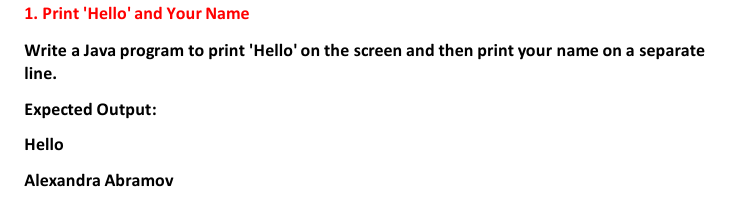 1. Print 'Hello' and Your Name
Write a Java program to print 'Hello' on the screen and then print your name on a separate
line.
Expected Output:
Hello
Alexandra Abramov